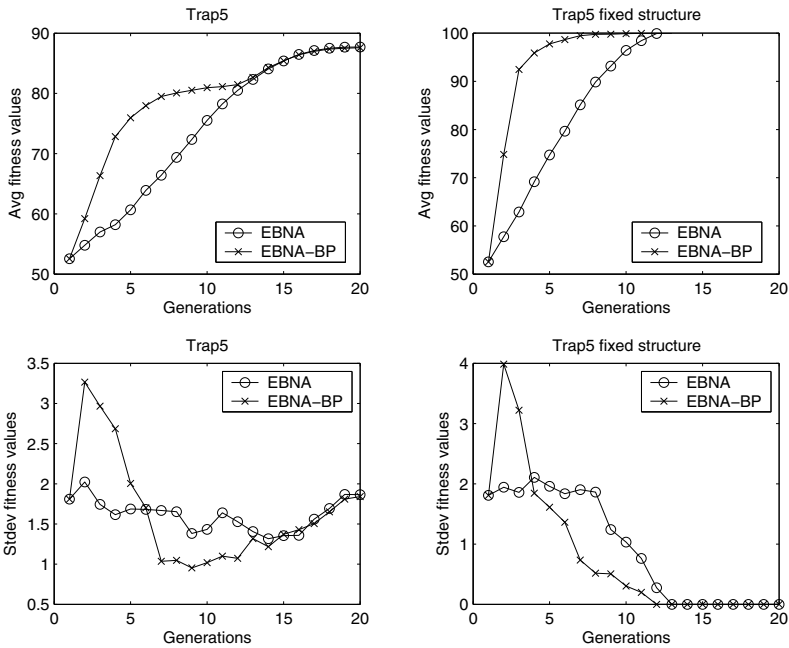 Trap5
Avg fitness values
90
80
70
60
50
0 5 10 15 20
Generations
EBNA
EBNA-BP
Trap5 fixed structure
Avg fitness values
100
90
80
70
60
50
0 5 10 15 20
Generations
EBNA
EBNA-BP
Trap5
Stdev fitness values
3.5
3
2.5
2
1.5
1
0.5
0 5 10 15 20
Generations
EBNA
EBNA-BP
Trap5 fixed structure
Stdev fitness values
4
3
2
1
0
0 5 10 15 20
Generations
EBNA
EBNA-BP